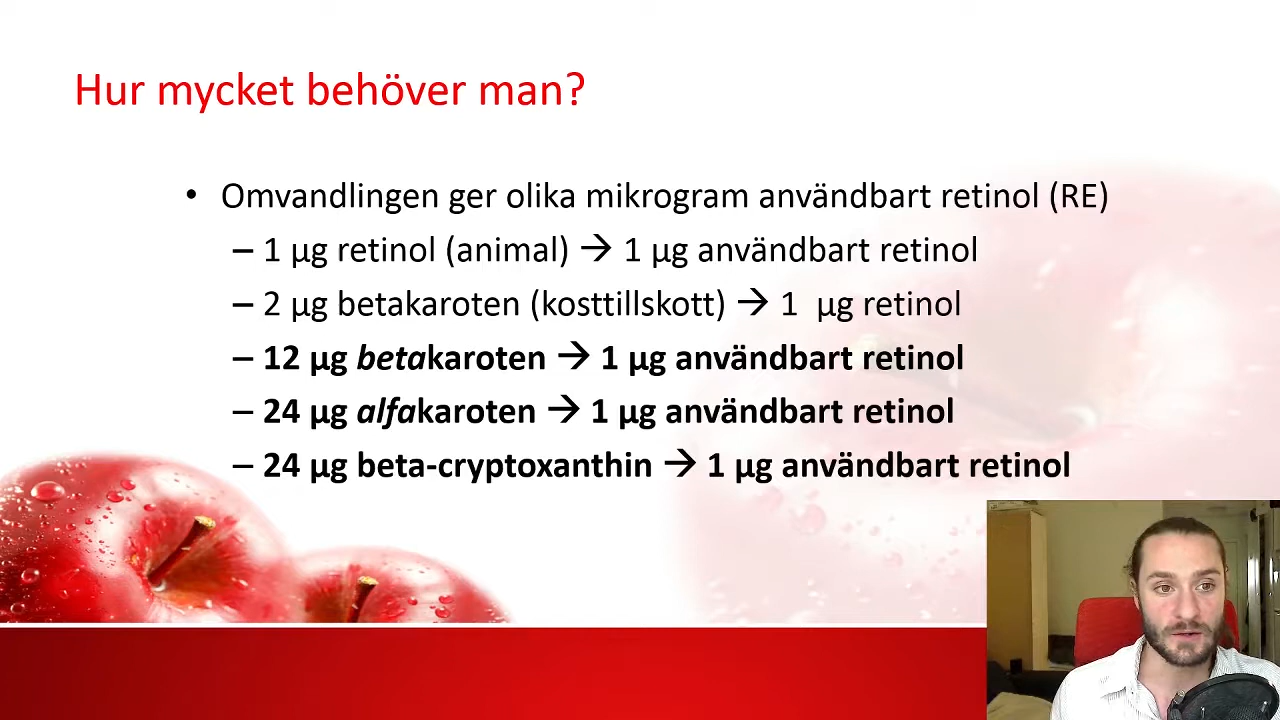 Hur mycket behöver man?
• Omvandlingen ger olika mikrogram användbart retinol (RE)
– 1 µg retinol (animal) → 1 µg användbart retinol
– 2 µg betakaroten (kosttillskott) → 1  µg retinol
– 12 µg betakaroten → 1 µg användbart retinol
– 24 µg alfakaroten → 1 µg användbart retinol
– 24 µg beta-cryptoxanthin → 1 µg användbart retinol